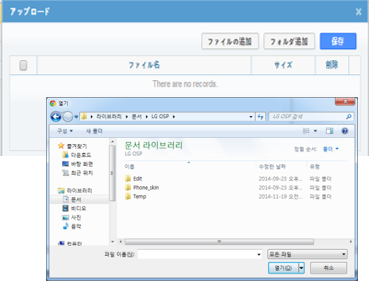 アップロード
ファイルの追加 フォルダ追加 保存
ファイル名 サイズ 削除
There are no records.
열기
라이브러리 ▸ 문서 ▸ LG OSP ▸
LG OSP 검색
구성 새 폴더
즐겨찾기
다운로드
바탕 화면
최근 위치
라이브러리
문서
비디오
사진
음악
컴퓨터
문서 라이브러리
LG OSP
정렬 순서: 폴더
이름 수정한 날짜 유형
Edit 2014-09-23 오후... 파일 폴더
Phone_skin 2014-09-23 오후... 파일 폴더
Temp 2014-11-19 오전... 파일 폴더
파일 이름(N): 모든 파일
열기(O) 취소